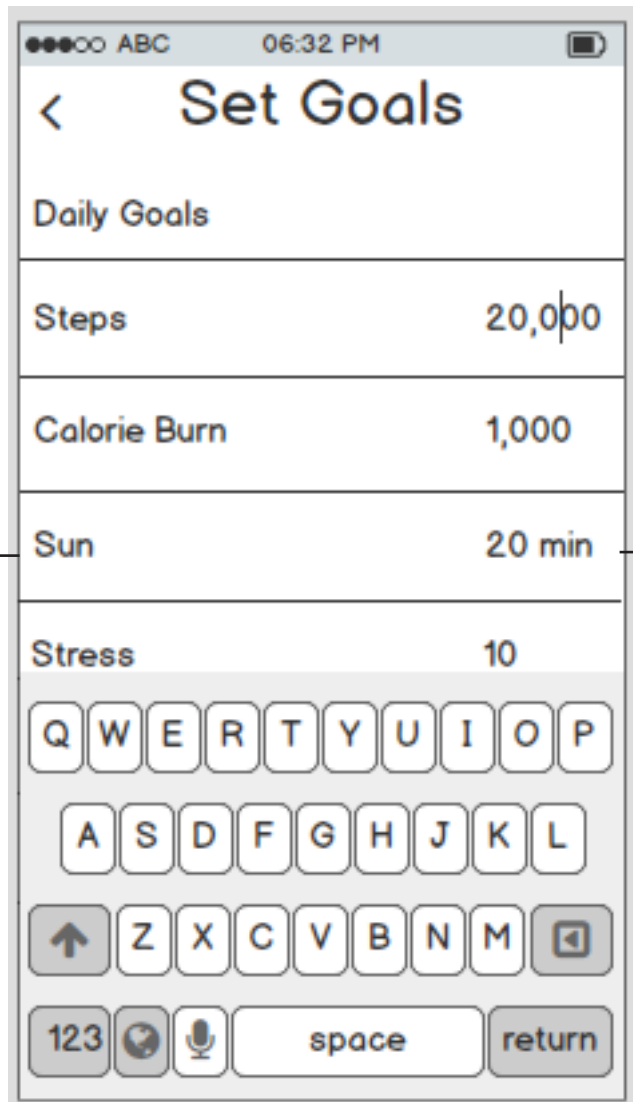 ABC 06:32 PM
< Set Goals
Daily Goals
Steps 20,000
Calorie Burn 1,000
Sun 20 min
Stress 10
Q W E R T Y U I O P
A S D F G H J K L
Z X C V B N M
123 space return